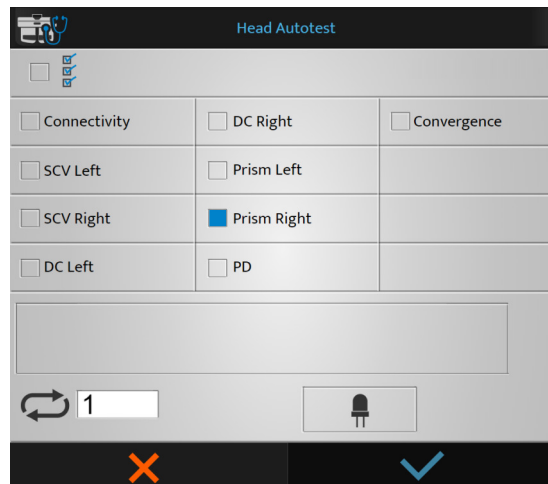 Head Autotest
Connectivity DC Right Convergence
SCV Left Prism Left
SCV Right Prism Right
DC Left PD
1